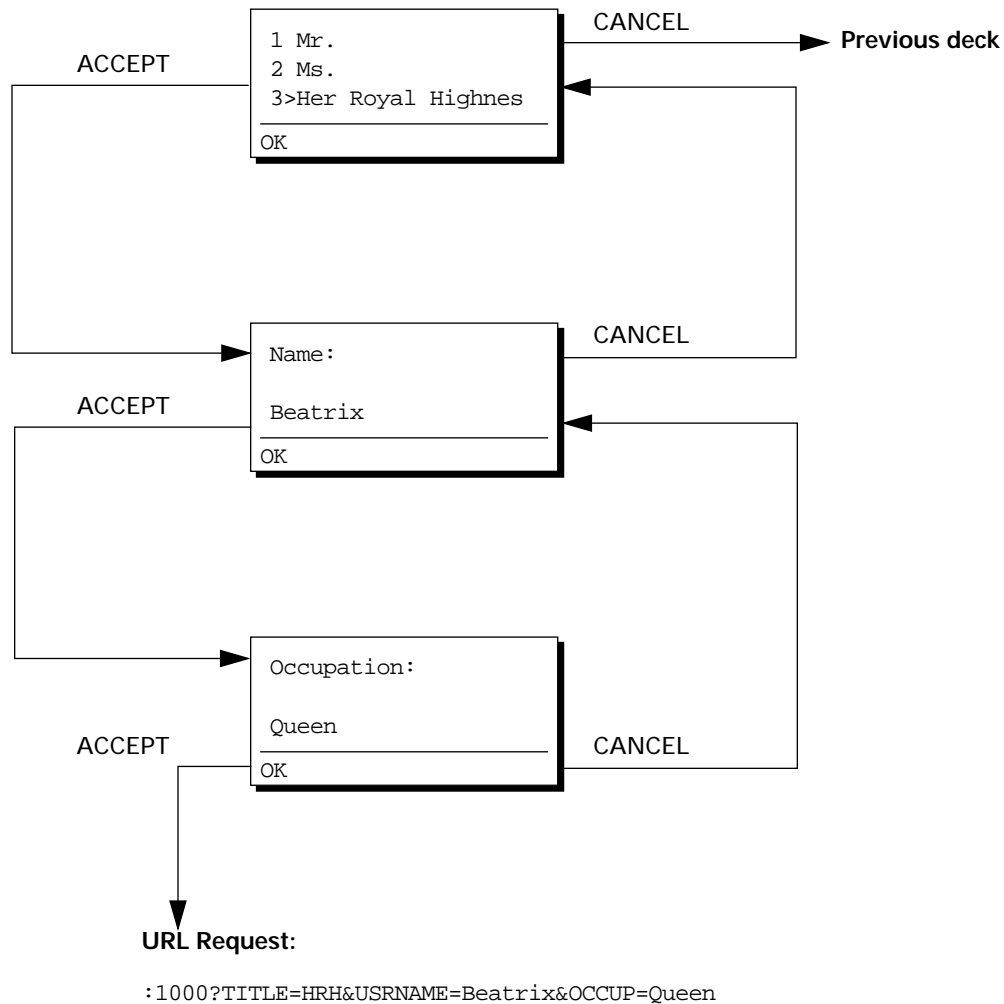 CANCEL
1 Mr.
Previous deck
ACCEPT
2 Ms.
3>Her Royal Highnes
OK
CANCEL
Name:
ACCEPT
Beatrix
OK
Occupation:
Queen
ACCEPT
CANCEL
OK
URL Request:
:1000?TITLE=HRH&USRNAME=Beatrix&OCCUP=Queen